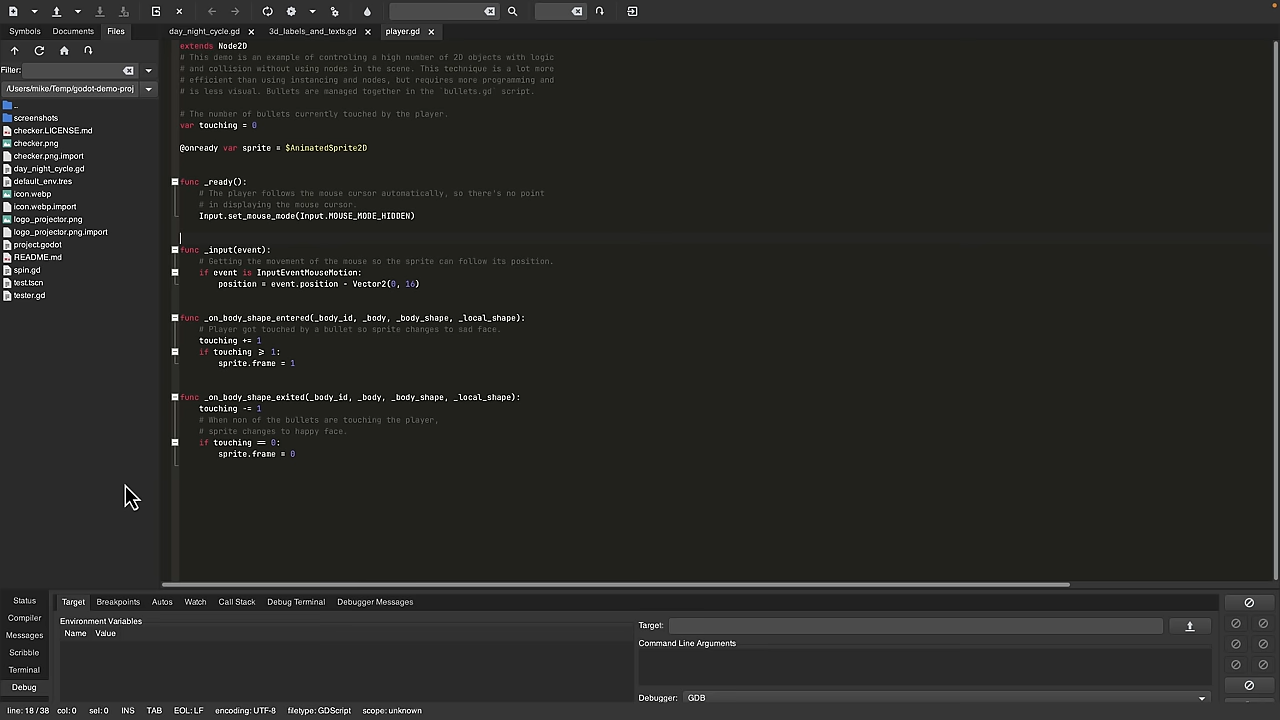 Symbols Documents Files
day_night_cycle.gd 3d_labels_and_texts.gd player.gd
Filter:
/Users/mike/Temp/godot-demo-proj
..
screenshots
checker.LICENSE.md
checker.png
checker.png.import
day_night_cycle.gd
default_env.tres
icon.webp
icon.webp.import
logo_projector.png
logo_projector.png.import
project.godot
README.md
spin.gd
test.tscn
tester.gd
extends Node2D
# This demo is an example of controling a high number of 2D objects with logic
# and collision without using nodes in the scene. This technique is a lot more
# efficient than using instancing and nodes, but requires more programming and
# is less visual. Bullets are managed together in the `bullets.gd` script.
# The number of bullets currently touched by the player.
var touching = 0
@onready var sprite = $AnimatedSprite2D
func _ready():
# The player follows the mouse cursor automatically, so there's no point
# in displaying the mouse cursor.
Input.set_mouse_mode(Input.MOUSE_MODE_HIDDEN)
func _input(event):
# Getting the movement of the mouse so the sprite can follow its position.
if event is InputEventMouseMotion:
position = event.position - Vector2(0, 16)
func _on_body_shape_entered(_body_id, _body, _body_shape, _local_shape):
# Player got touched by a bullet so sprite changes to sad face.
touching += 1
if touching >= 1:
sprite.frame = 1
func _on_body_shape_exited(_body_id, _body, _body_shape, _local_shape):
touching -= 1
# When non of the bullets are touching the player,
# sprite changes to happy face.
if touching == 0:
sprite.frame = 0
Status
Compiler
Messages
Scribble
Terminal
Debug
Target Breakpoints Autos Watch Call Stack Debug Terminal Debugger Messages
Environment Variables
Name Value
Target:
Command Line Arguments
Debugger: GDB
line: 18 / 38 col: 0 sel: 0 INS TAB EOL: LF encoding: UTF-8 filetype: GDScript scope: unknown